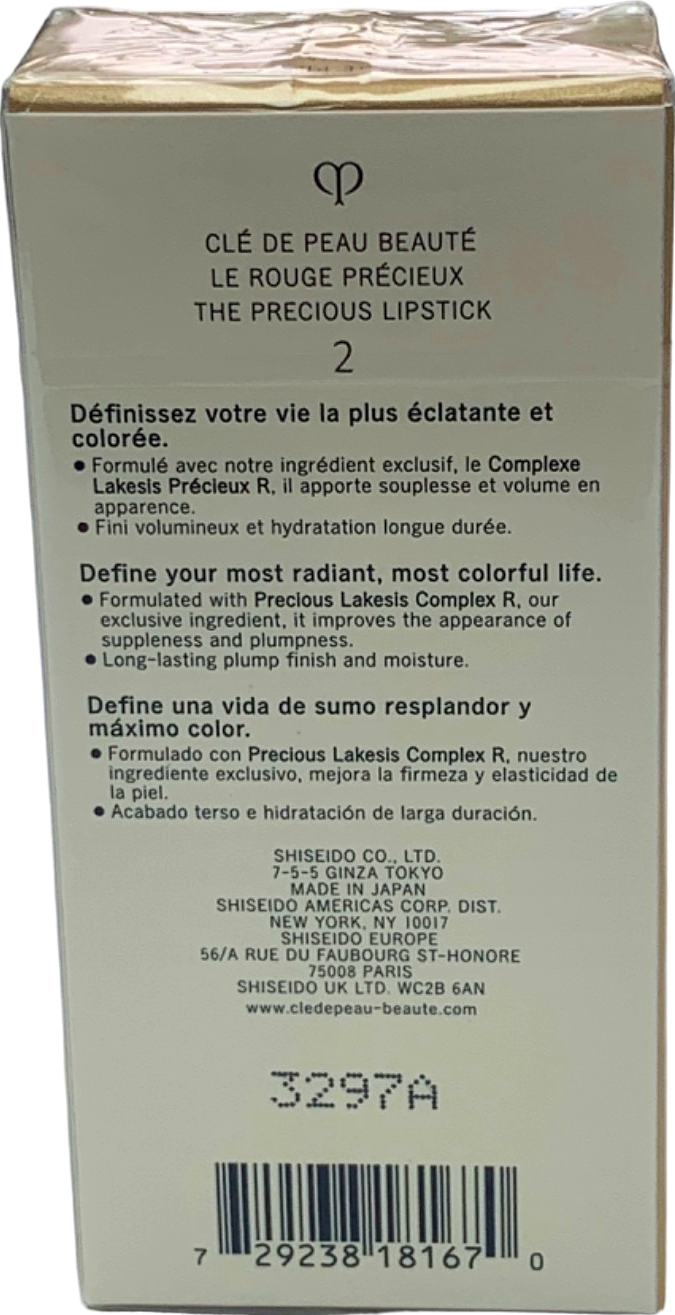 CLÉ DE PEAU BEAUTÉ
LE ROUGE PRÉCIEUX
THE PRECIOUS LIPSTICK
2
Définissez votre vie la plus éclatante et
colorée.
● Formulé avec notre ingrédient exclusif, le Complexe
Lakesis Précieux R, il apporte souplesse et volume en
apparence.
● Fini volumineux et hydratation longue durée.
Define your most radiant, most colorful life.
● Formulated with Precious Lakesis Complex R, our
exclusive ingredient, it improves the appearance of
suppleness and plumpness.
● Long-lasting plump finish and moisture.
Define una vida de sumo resplandor y
máximo color.
● Formulado con Precious Lakesis Complex R, nuestro
ingrediente exclusivo, mejora la firmeza y elasticidad de
la piel.
● Acabado terso e hidratación de larga duración.
SHISEIDO CO., LTD.
7-5-5 GINZA TOKYO
MADE IN JAPAN
SHISEIDO AMERICAS CORP. DIST.
NEW YORK, NY 10017
SHISEIDO EUROPE
56/A RUE DU FAUBOURG ST-HONORE
75008 PARIS
SHISEIDO UK LTD. WC2B 6AN
www.cledepeau-beaute.com
3297A
7 29238 18167 0